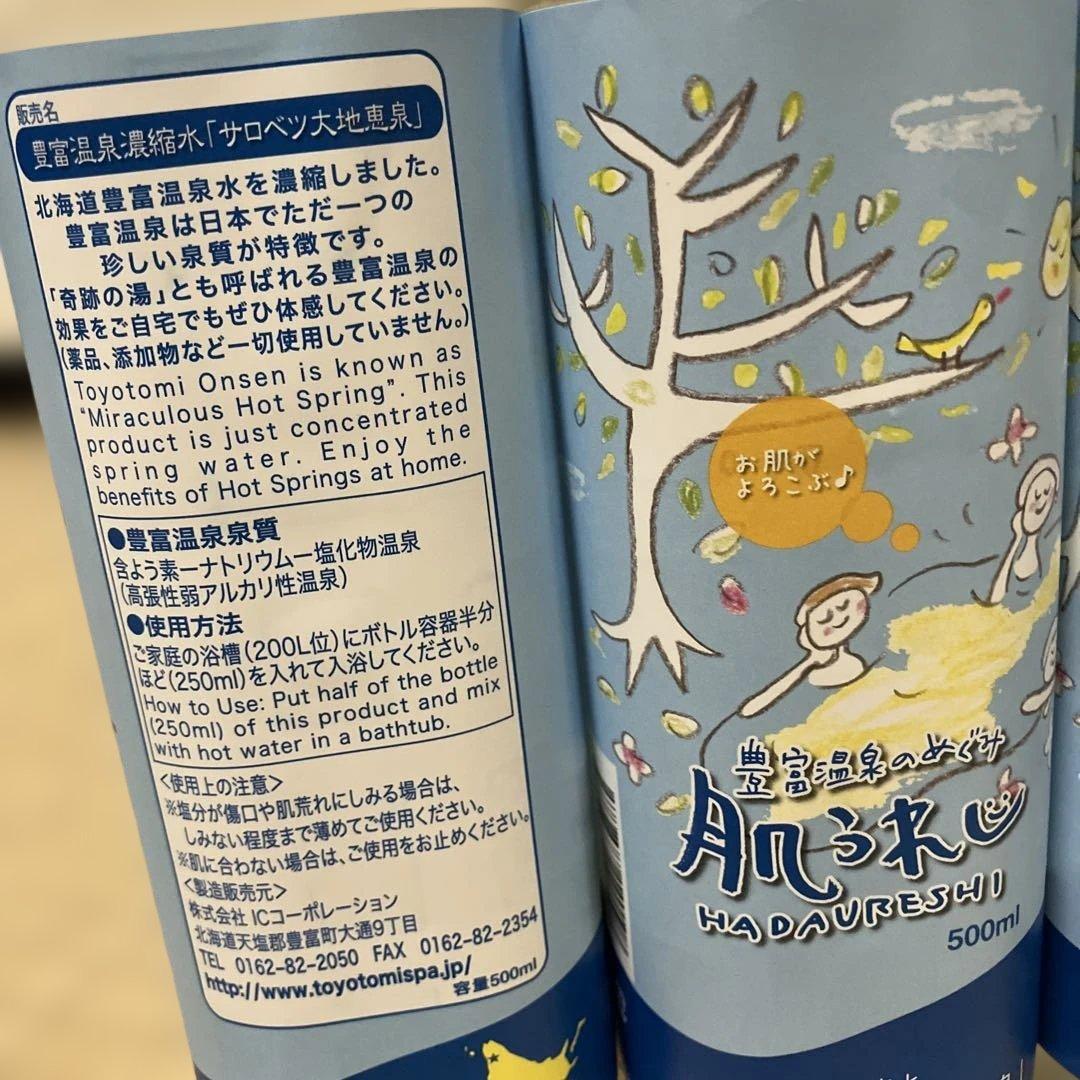 販売名
豊富温泉濃縮水「サロベツ大地恵泉」
北海道豊富温泉水を濃縮しました。
豊富温泉は日本でただ一つの
珍しい泉質が特徴です。
「奇跡の湯」とも呼ばれる豊富温泉の
効果をご自宅でもぜひ体感してください。
(薬品、添加物など一切使用していません。)
Toyotomi Onsen is known as
“Miraculous Hot Spring”. This
product is just concentrated
spring water. Enjoy the
benefits of Hot Springs at home.
●豊富温泉泉質
含よう素ーナトリウムー塩化物温泉
(高張性弱アルカリ性温泉)
●使用方法
ご家庭の浴槽(200L位)にボトル容器半分
ほど(250ml)を入れて入浴してください。
How to Use: Put half of the bottle
(250ml) of this product and mix
with hot water in a bathtub.
<使用上の注意>
※塩分が傷口や肌荒れにしみる場合は、
しみない程度まで薄めてご使用ください。
※肌に合わない場合は、ご使用をお止めください。
<製造販売元>
株式会社 ICコーポレーション
北海道天塩郡豊富町大通9丁目
TEL 0162-82-2050 FAX 0162-82-2354
http://www.toyotomispa.jp/
容量500ml
お肌が
よろこぶ♪
豊富温泉のめぐみ
肌うれし
HADAURESHI
500ml